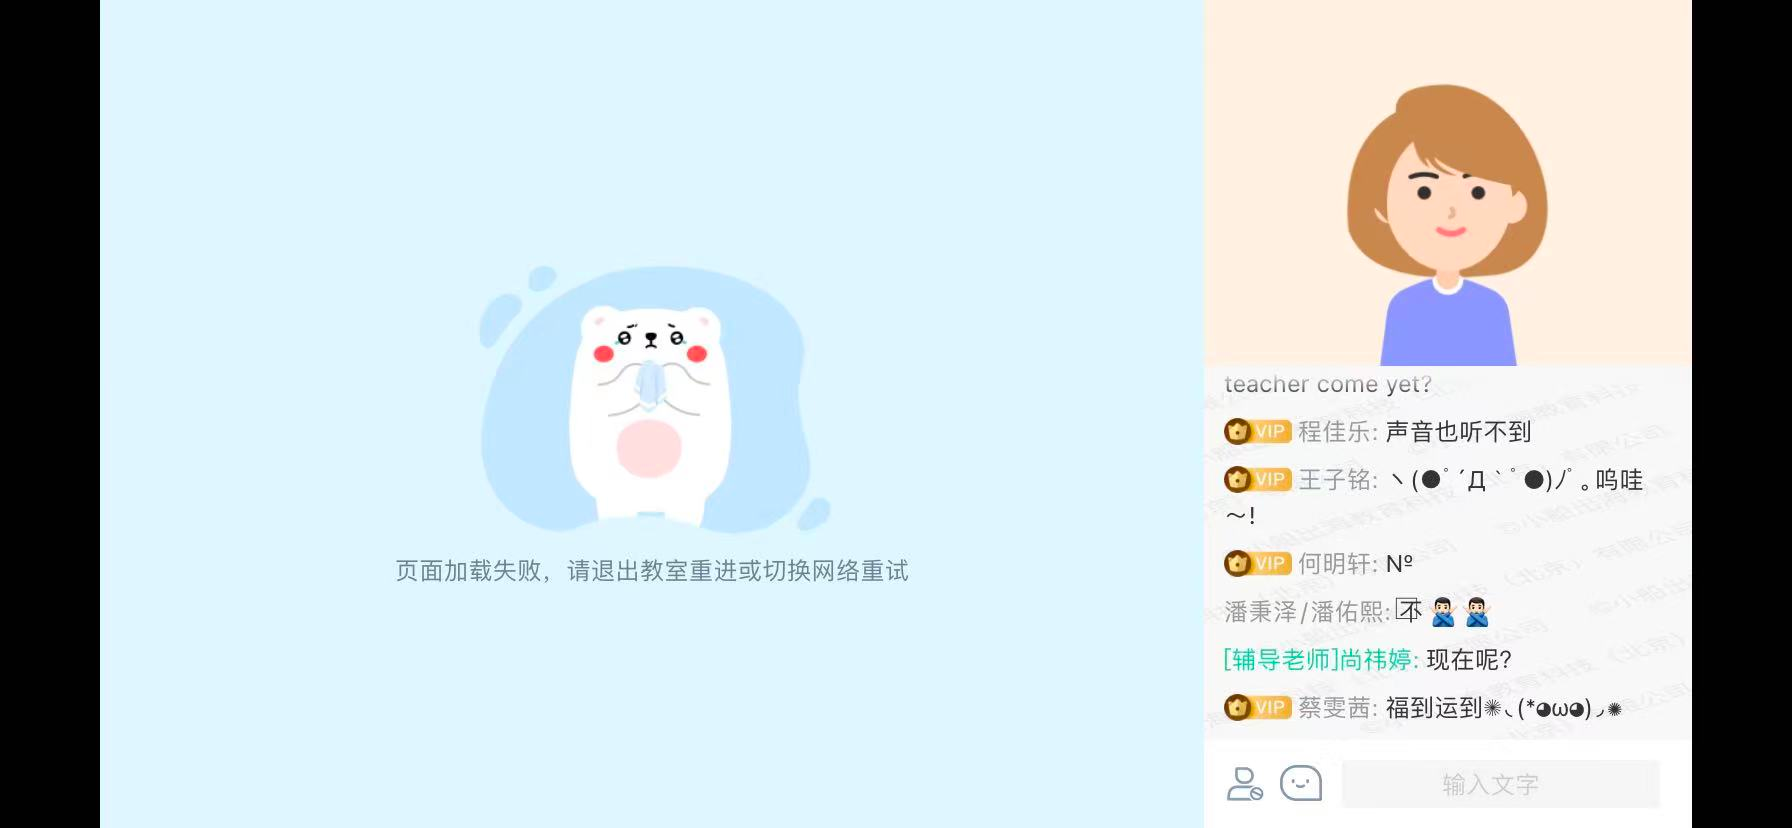 页面加载失败，请退出教室重进或切换网络重试
teacher come yet?
VIP 程佳乐: 声音也听不到
VIP 王子铭: ヽ(●ﾟ´Д｀ﾟ●)ﾉﾟ｡呜哇
～!
VIP 何明轩: Nº
潘秉泽/潘佑熙: 不🙅🏻‍♂️🙅🏻‍♂️
[辅导老师]尚祎婷: 现在呢?
VIP 蔡雯茜: 福到运到✺◟(*◕ω◕)◞✺
输入文字